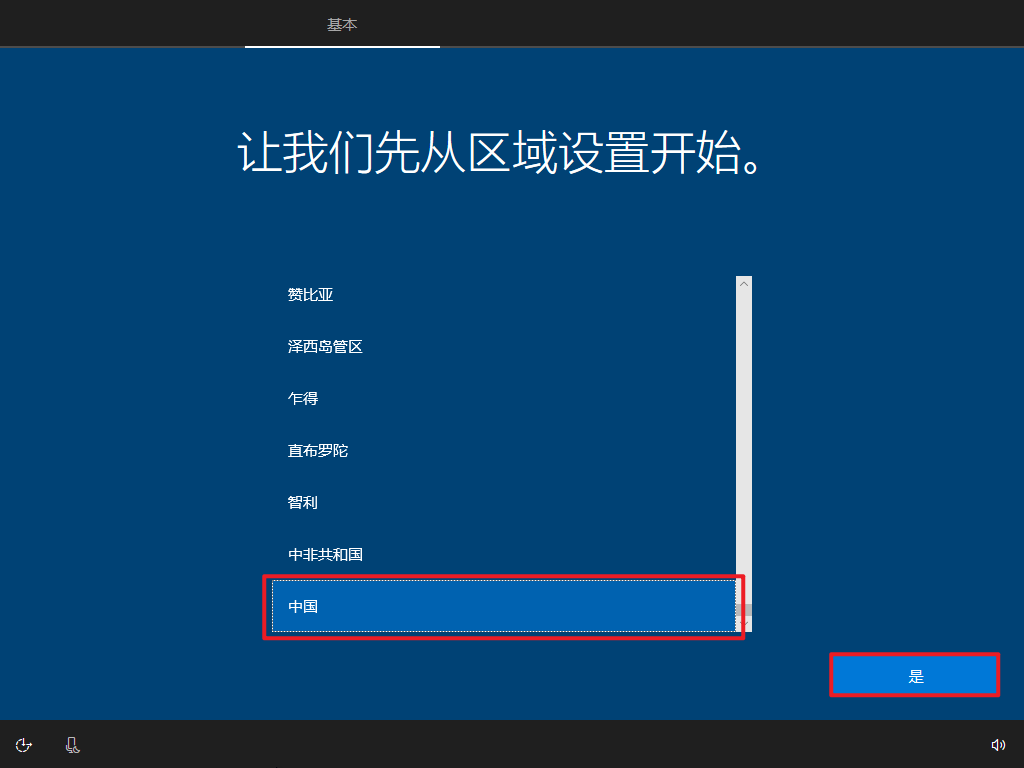 基本
让我们先从区域设置开始。
赞比亚
泽西岛管区
乍得
直布罗陀
智利
中非共和国
中国
是